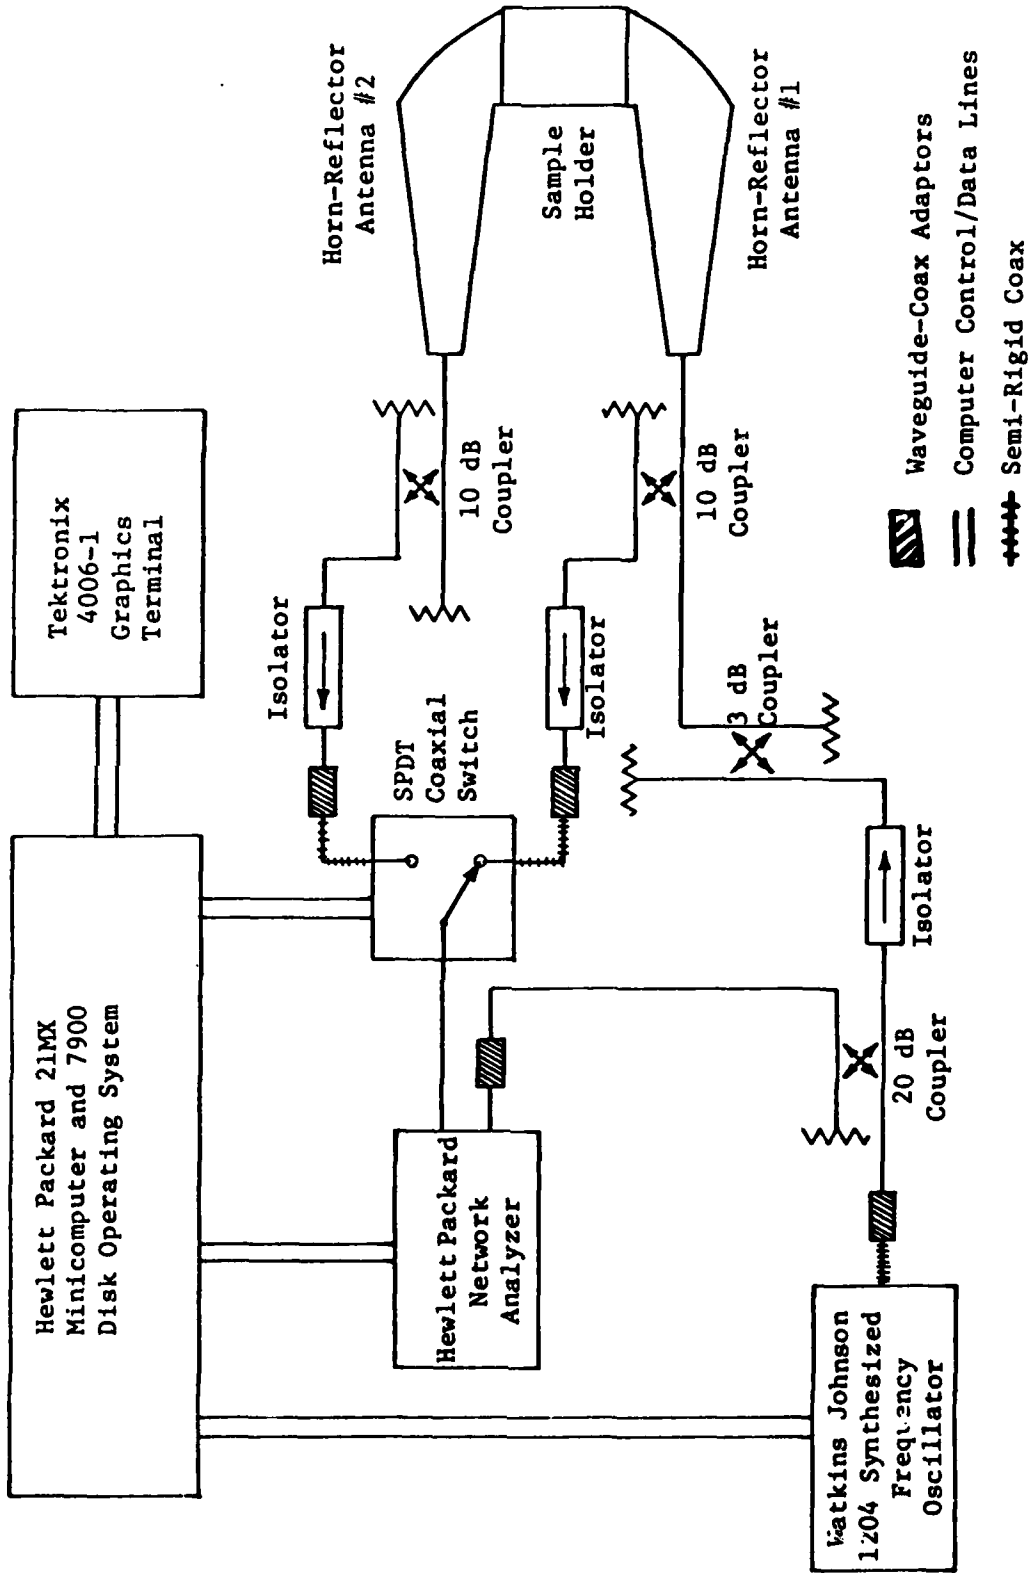 Hewlett Packard 21MX
Minicomputer and 7900
Disk Operating System
Tektronix
4006-1
Graphics
Terminal
Hewlett Packard
Network
Analyzer
SPDT
Coaxial
Switch
Isolator
10 dB
Coupler
Horn-Reflector
Antenna #2
Sample
Holder
Isolator
10 dB
Coupler
Horn-Reflector
Antenna #1
3 dB
Coupler
Watkins Johnson
1204 Synthesized
Frequency
Oscillator
20 dB
Coupler
Isolator
Waveguide-Coax Adaptors
Computer Control/Data Lines
Semi-Rigid Coax